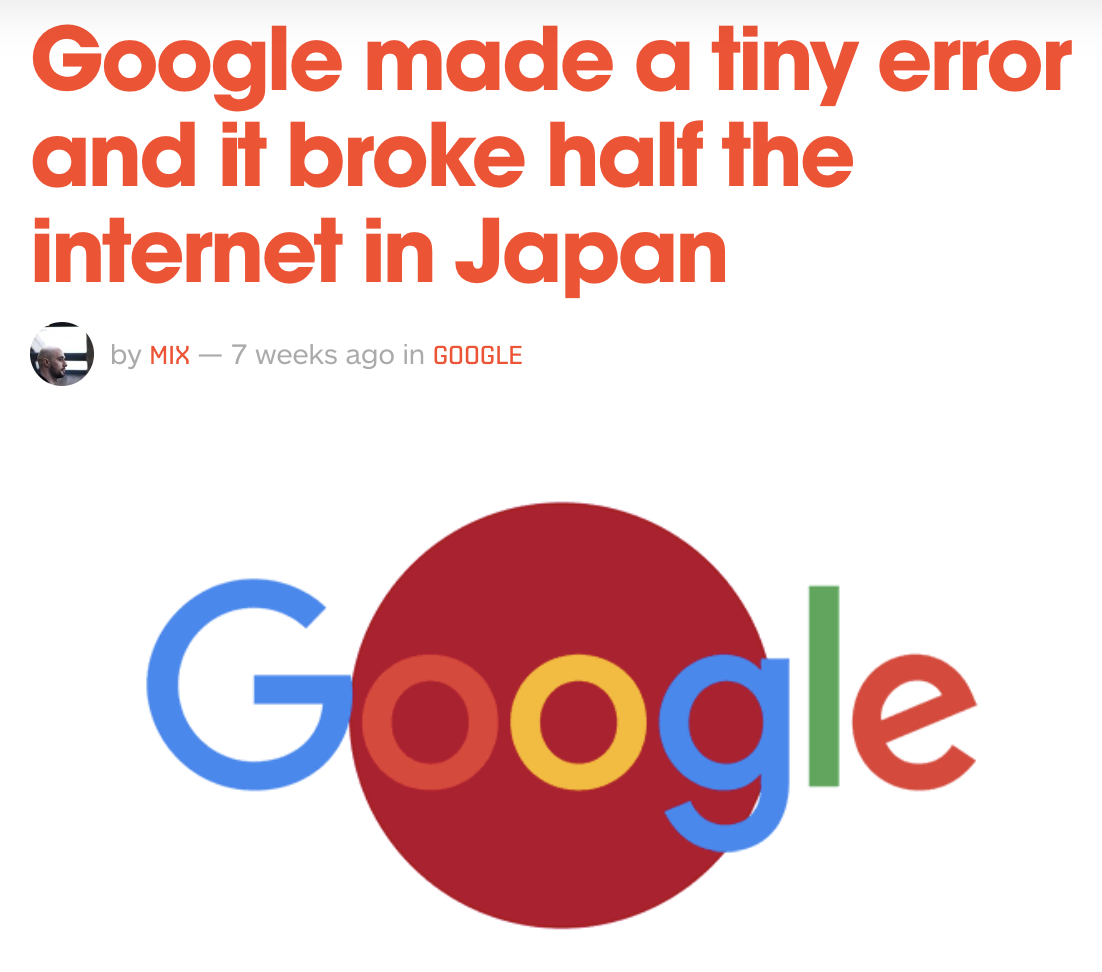 Google made a tiny error
and it broke half the
internet in Japan
by MIX — 7 weeks ago in GOOGLE
Google